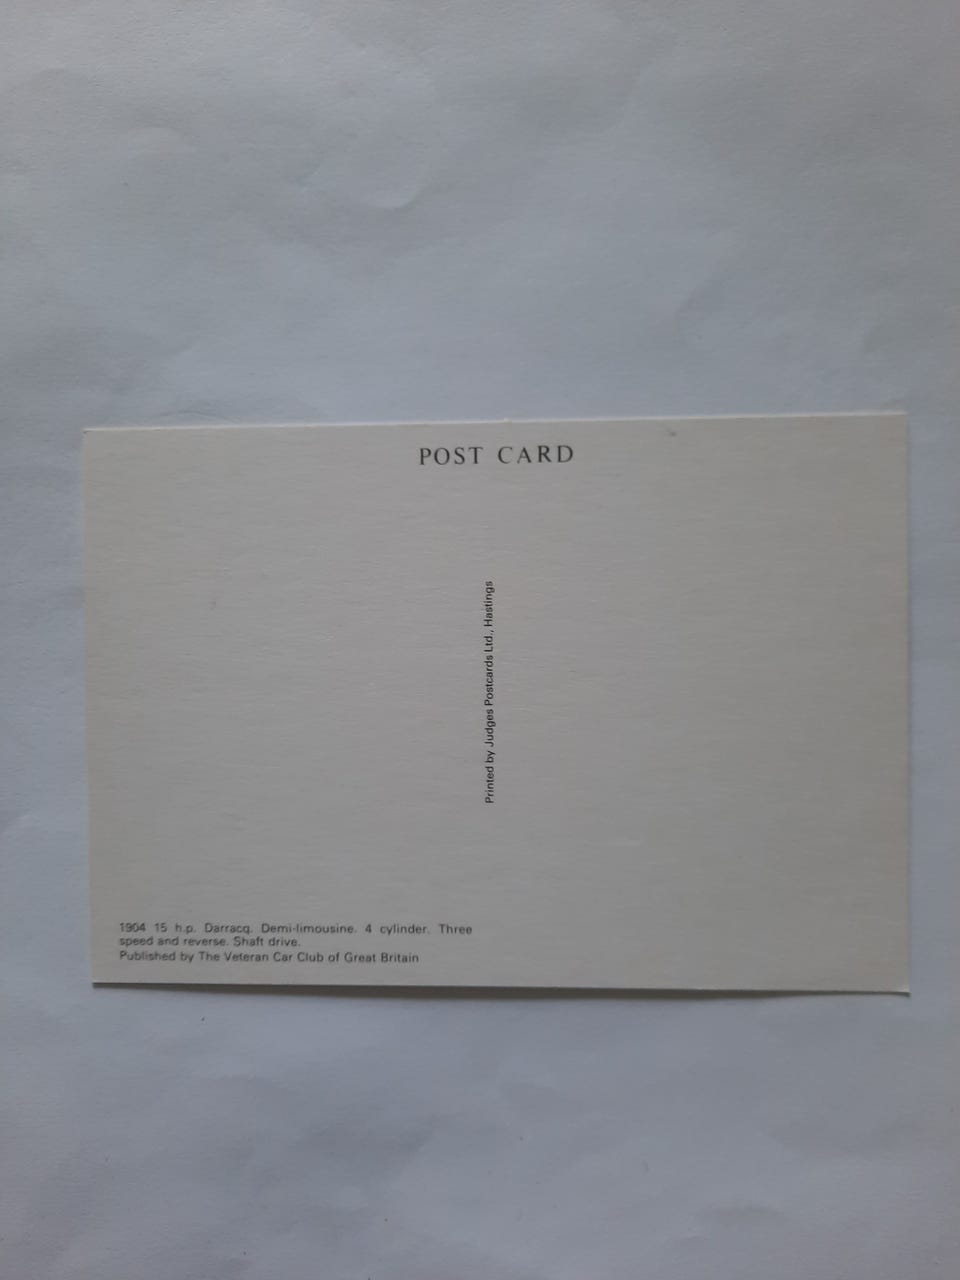 POST CARD
Printed by Judges Postcards Ltd., Hastings
1904 15 h.p. Darracq. Demi-limousine. 4 cylinder. Three
speed and reverse. Shaft drive.
Published by The Veteran Car Club of Great Britain